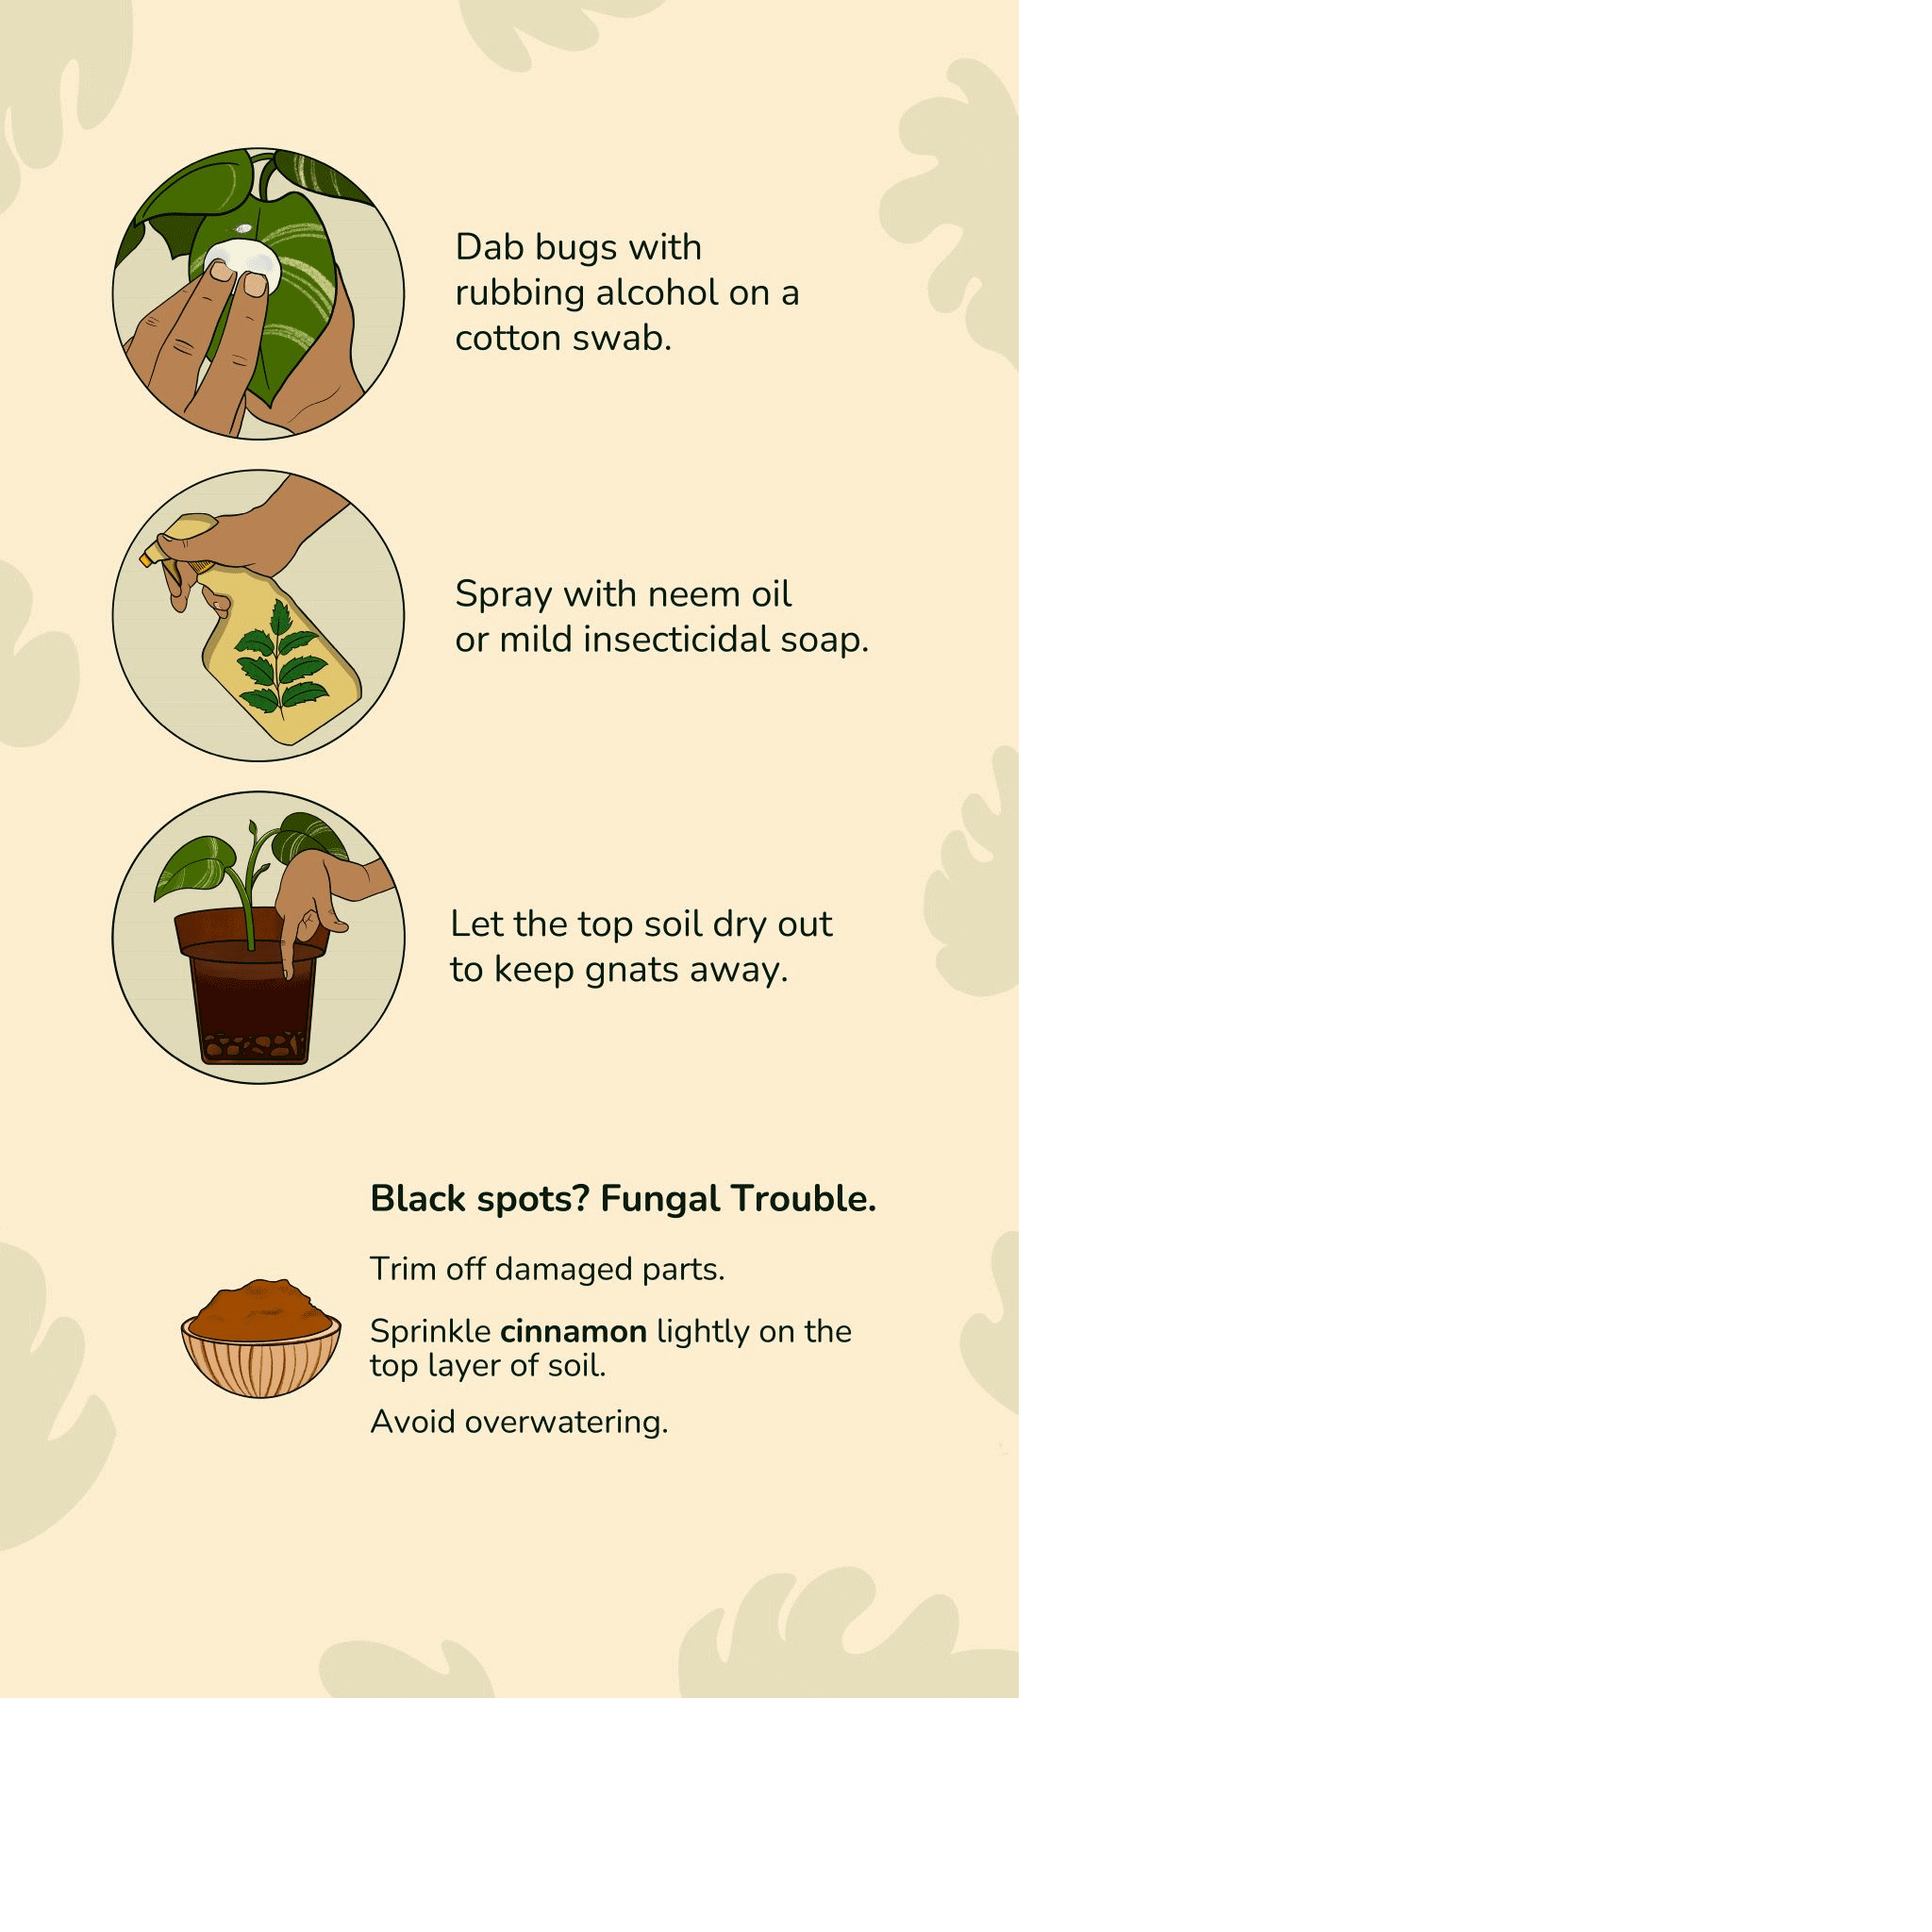 Dab bugs with
rubbing alcohol on a
cotton swab.
Spray with neem oil
or mild insecticidal soap.
Let the top soil dry out
to keep gnats away.
Black spots? Fungal Trouble.
Trim off damaged parts.
Sprinkle cinnamon lightly on the
top layer of soil.
Avoid overwatering.